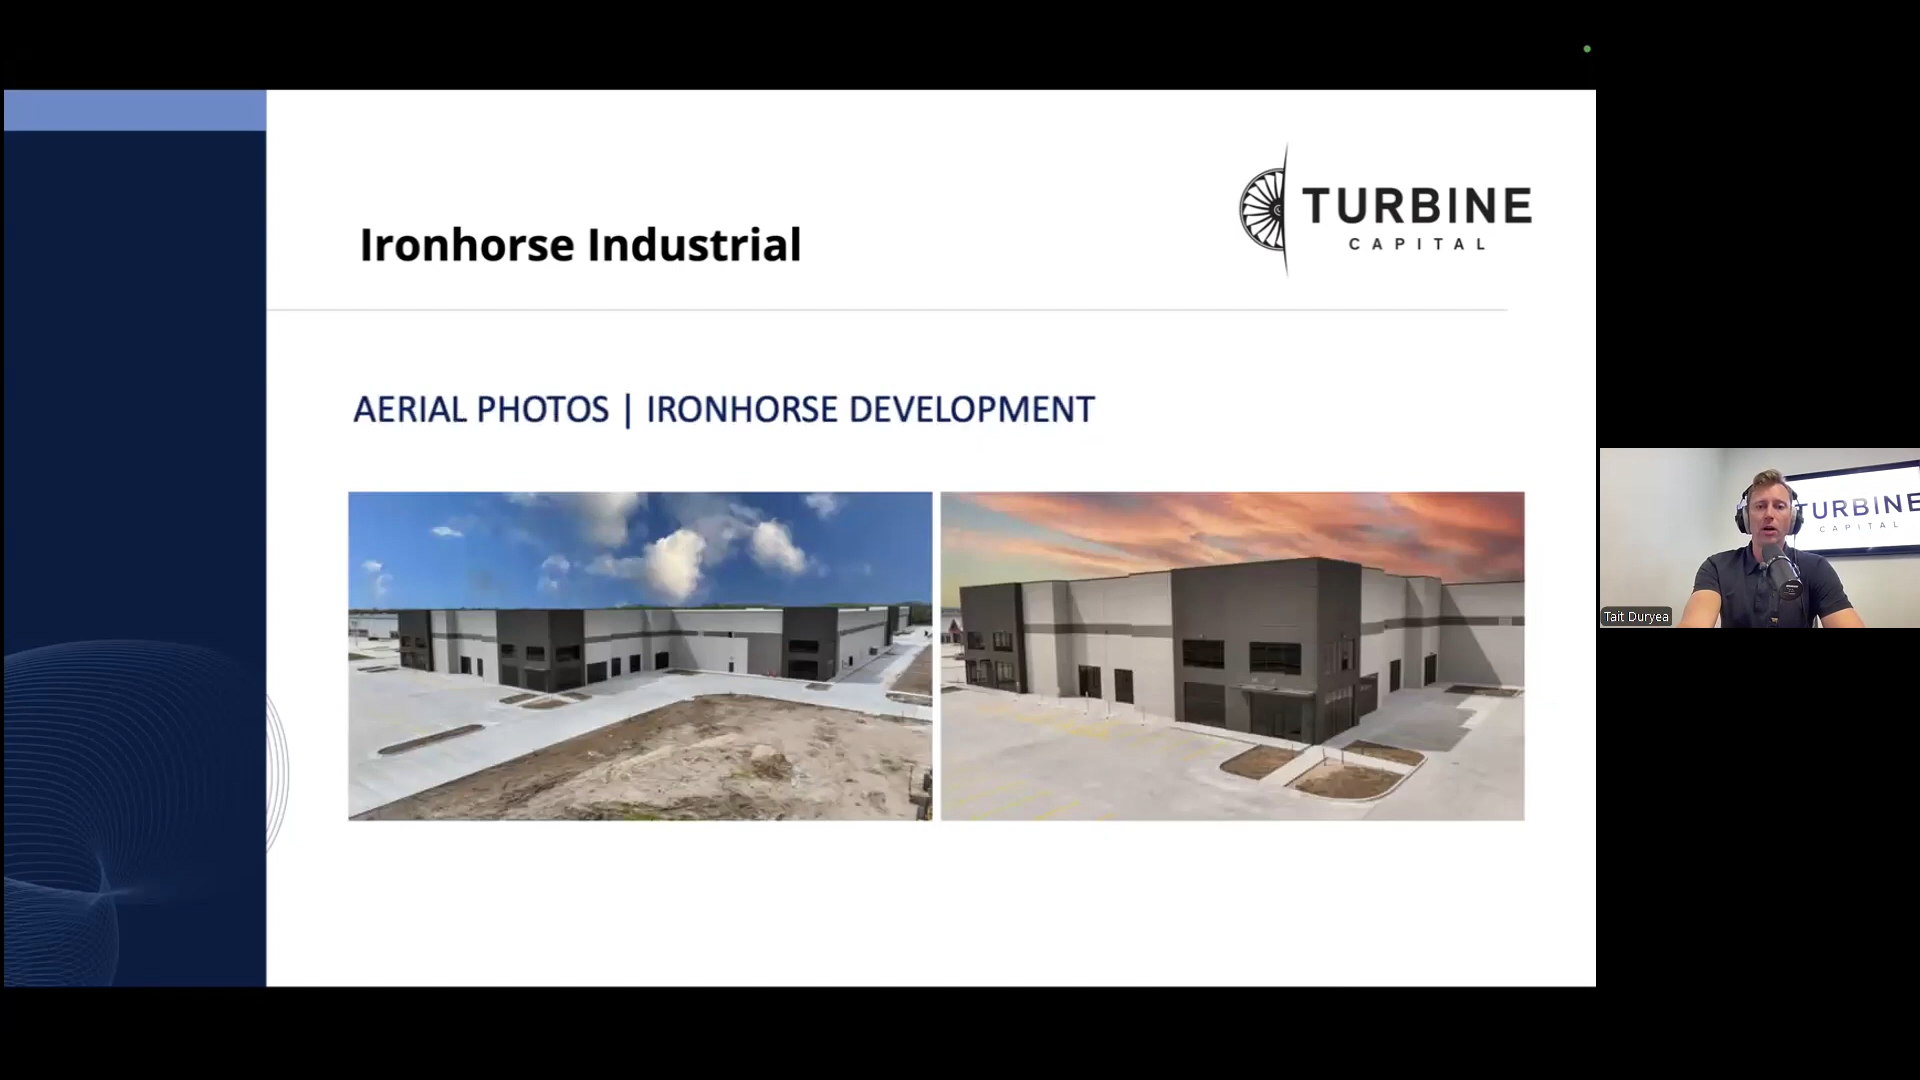 TURBINE
CAPITAL
Ironhorse Industrial
AERIAL PHOTOS | IRONHORSE DEVELOPMENT
TURBINE
CAPITAL
Tait Duryea